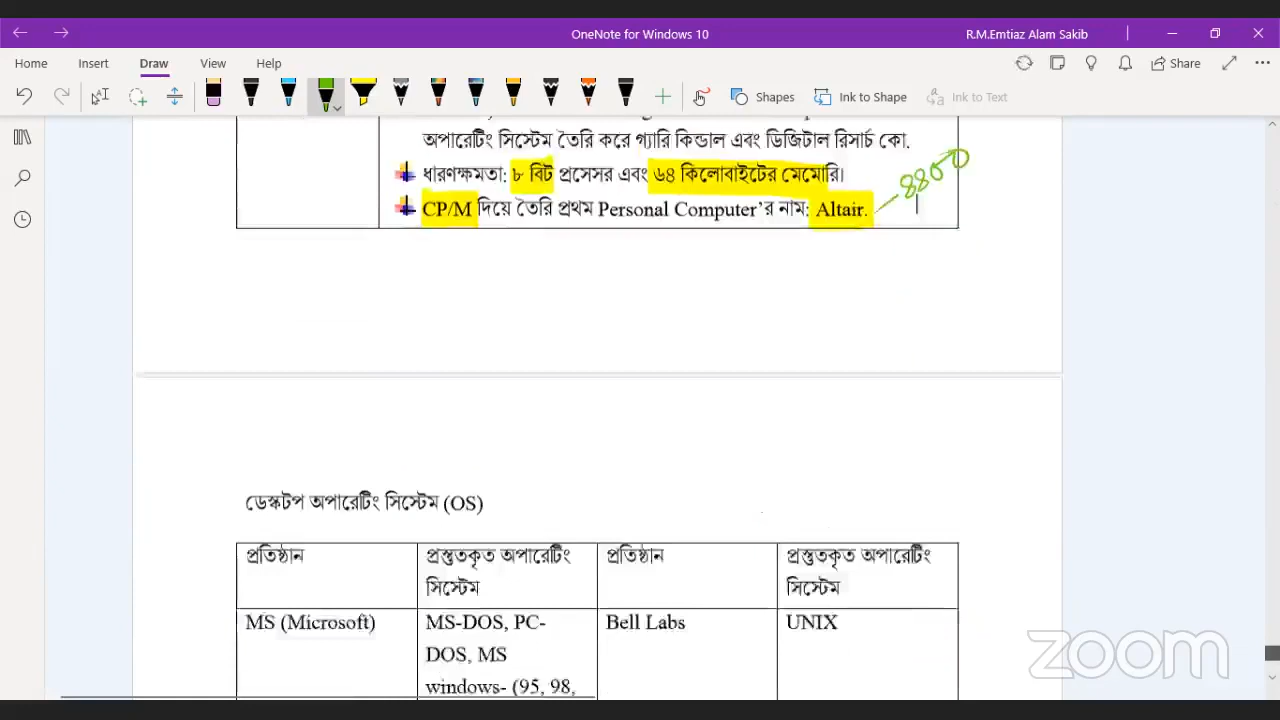 OneNote for Windows 10
R.M.Emtiaz Alam Sakib
Home Insert Draw View Help
Share
Shapes Ink to Shape Ink to Text
অপারেটিং সিস্টেম তৈরি করে গ্যারি কিল্ডাল এবং ডিজিটাল রিসার্চ কো.
ধারণক্ষমতা: ৮ বিট প্রসেসর এবং ৬৪ কিলোবাইটের মেমোরি।
8800
CP/M দিয়ে তৈরি প্রথম Personal Computer’র নাম: Altair.
ডেস্কটপ অপারেটিং সিস্টেম (OS)
প্রতিষ্ঠান
প্রস্তুতকৃত অপারেটিং
সিস্টেম
প্রতিষ্ঠান
প্রস্তুতকৃত অপারেটিং
সিস্টেম
MS (Microsoft)
MS-DOS, PC-
DOS, MS
windows- (95, 98,
Bell Labs
UNIX
zoom